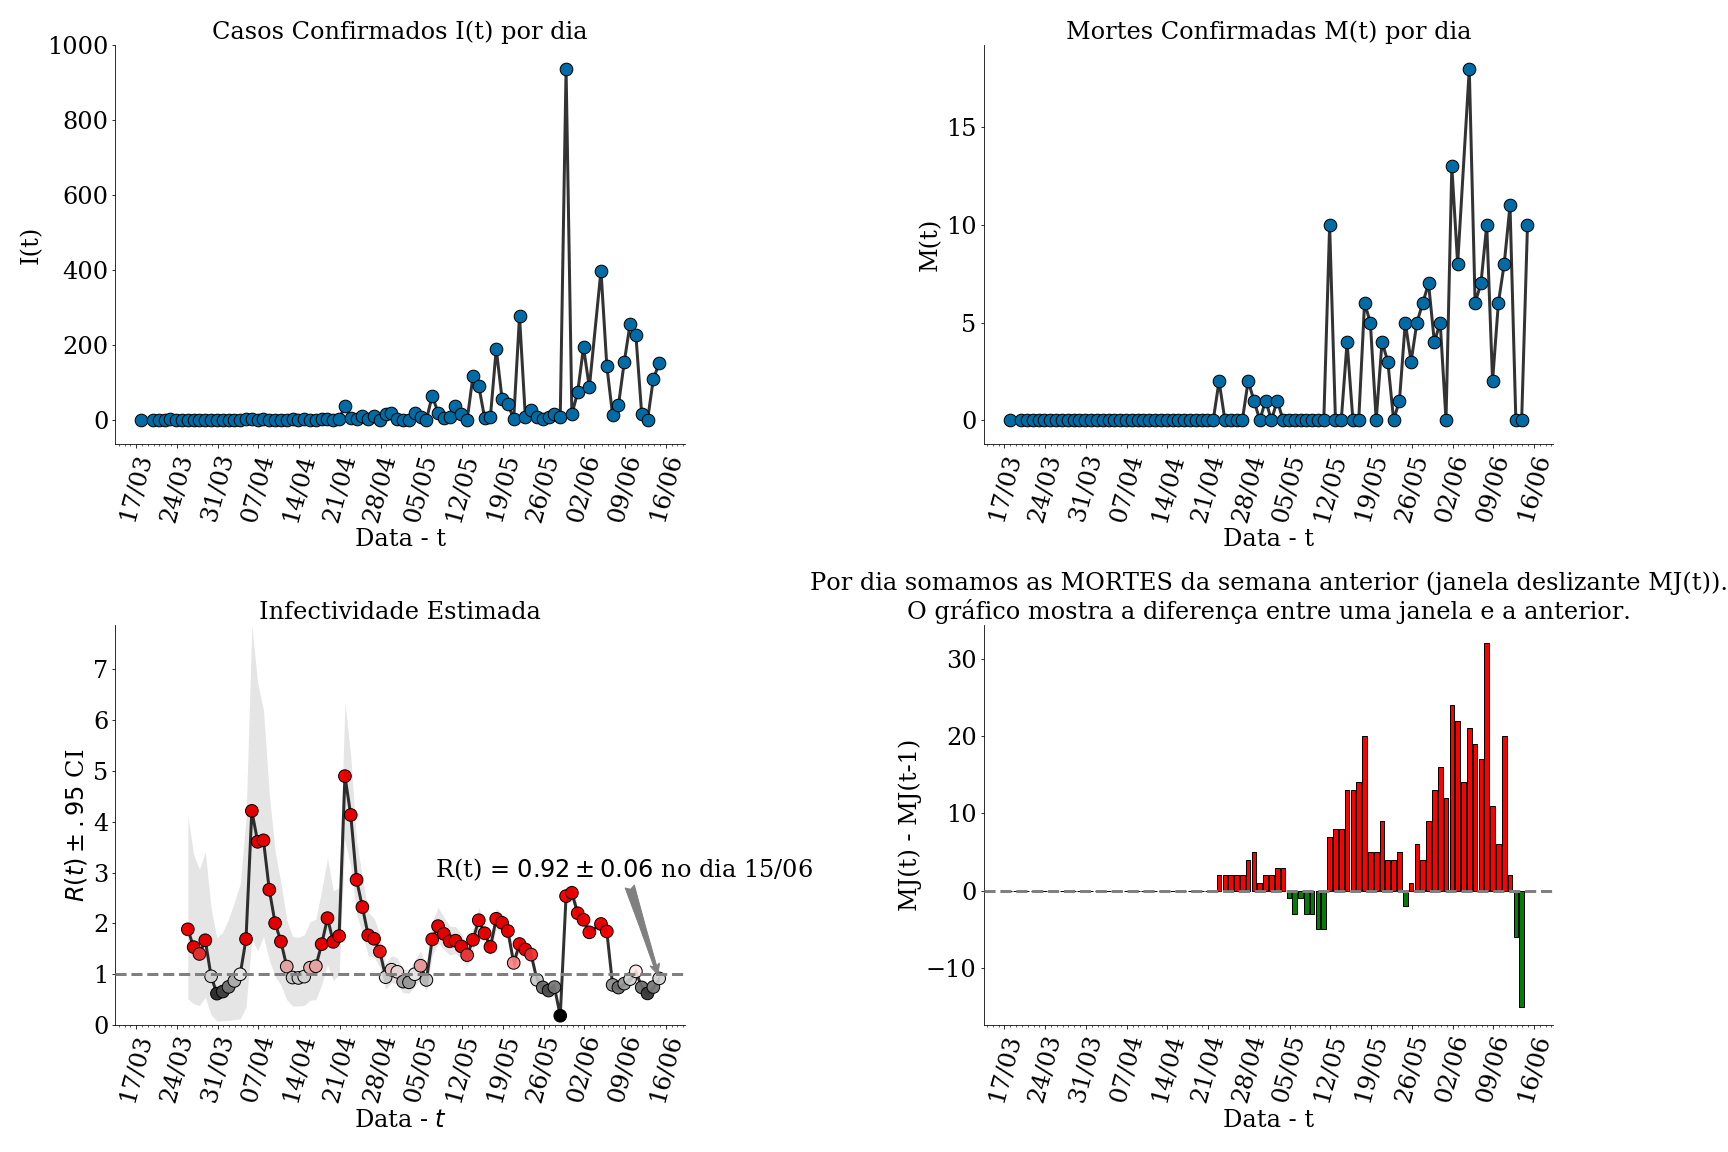 Casos Confirmados I(t) por dia
1000
800
600
400
200
0
I(t)
17/03 24/03 31/03 07/04 14/04 21/04 28/04 05/05 12/05 19/05 26/05 02/06 09/06 16/06
Data - t
Mortes Confirmadas M(t) por dia
15
10
5
0
M(t)
17/03 24/03 31/03 07/04 14/04 21/04 28/04 05/05 12/05 19/05 26/05 02/06 09/06 16/06
Data - t
Infectividade Estimada
7
6
5
4
3
2
1
0
R(t) ± .95 CI
R(t) = 0.92 ± 0.06 no dia 15/06
17/03 24/03 31/03 07/04 14/04 21/04 28/04 05/05 12/05 19/05 26/05 02/06 09/06 16/06
Data - t
Por dia somamos as MORTES da semana anterior (janela deslizante MJ(t)).
O gráfico mostra a diferença entre uma janela e a anterior.
30
20
10
0
−10
MJ(t) - MJ(t-1)
17/03 24/03 31/03 07/04 14/04 21/04 28/04 05/05 12/05 19/05 26/05 02/06 09/06 16/06
Data - t